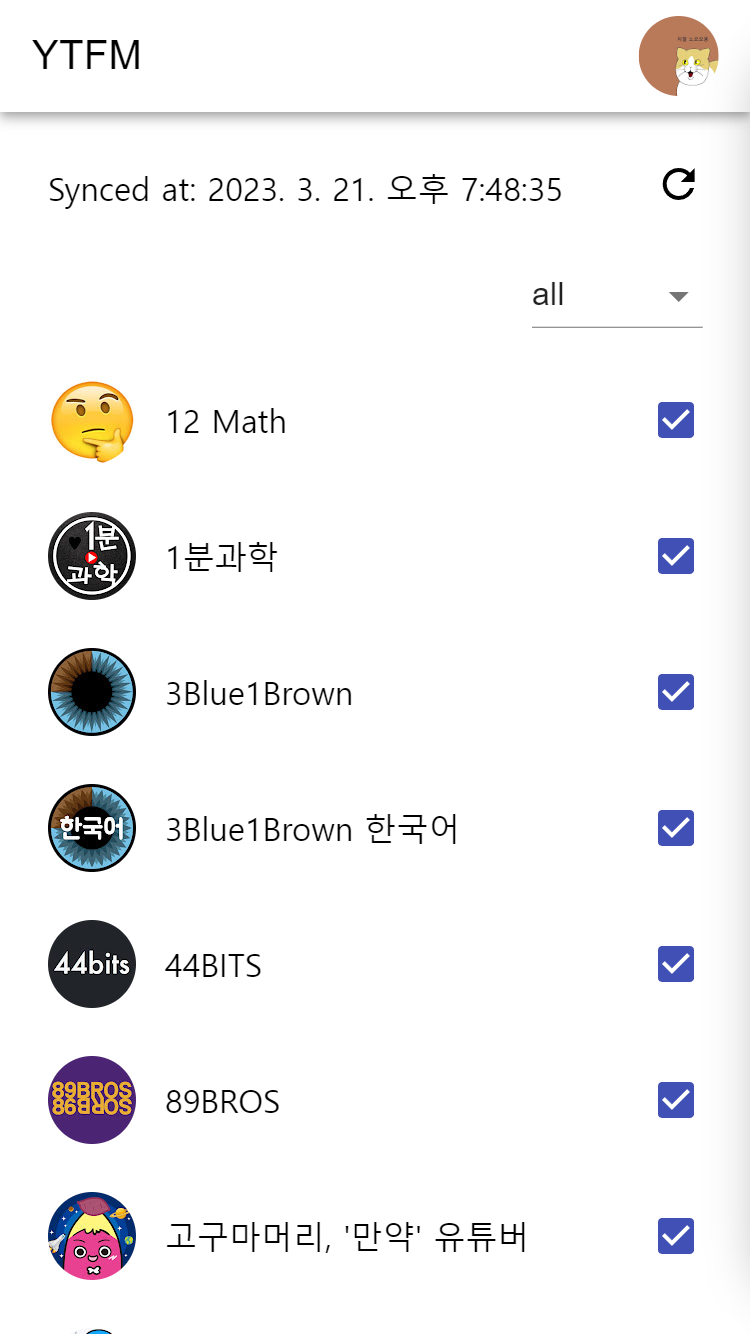 YTFM
Synced at: 2023. 3. 21. 오후 7:48:35
all
12 Math
1분
과학
1분과학
3Blue1Brown
한국어
3Blue1Brown 한국어
44bits
44BITS
89BROS
89BROS
89BROS
고구마머리, '만약' 유튜버